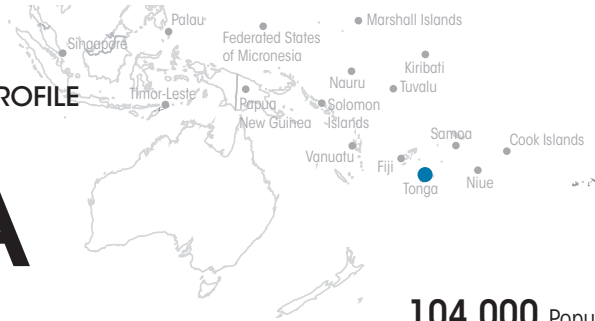 Palau
Marshall Islands
Federated States
of Micronesia
Singapore
Kiribati
Nauru
Tuvalu
ROFILE
Timor-Leste
Papua
New Guinea
Solomon
Islands
Samoa
Cook Islands
Vanuatu
Fiji
Tonga
Niue
A
104,000 Popu